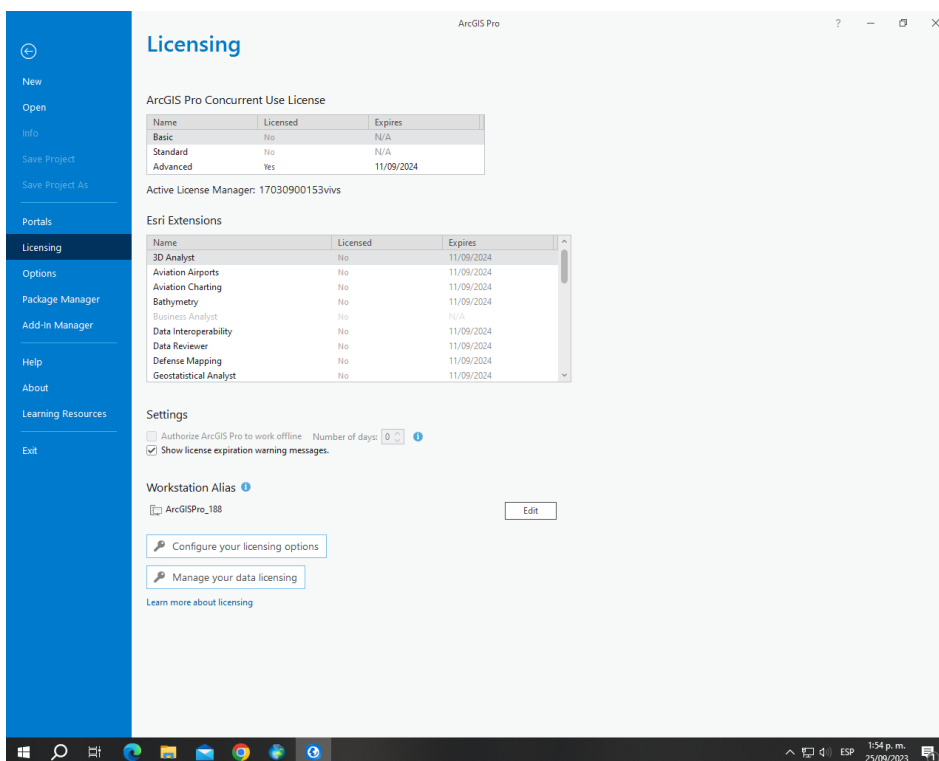 ArcGIS Pro
?
Licensing
New
Open
Info
Save Project
Save Project As
Portals
Licensing
Options
Package Manager
Add-In Manager
Help
About
Learning Resources
Exit
ArcGIS Pro Concurrent Use License
Name Licensed Expires
Basic No N/A
Standard No N/A
Advanced Yes 11/09/2024
Active License Manager: 17030900153vivs
Esri Extensions
Name Licensed Expires
3D Analyst No 11/09/2024
Aviation Airports No 11/09/2024
Aviation Charting No 11/09/2024
Bathymetry No 11/09/2024
Business Analyst No N/A
Data Interoperability No 11/09/2024
Data Reviewer No 11/09/2024
Defense Mapping No 11/09/2024
Geostatistical Analyst No 11/09/2024
Settings
Authorize ArcGIS Pro to work offline Number of days: 0
Show license expiration warning messages.
Workstation Alias
ArcGISPro_188 Edit
Configure your licensing options
Manage your data licensing
Learn more about licensing
ESP
1:54 p. m.
25/09/2023
1